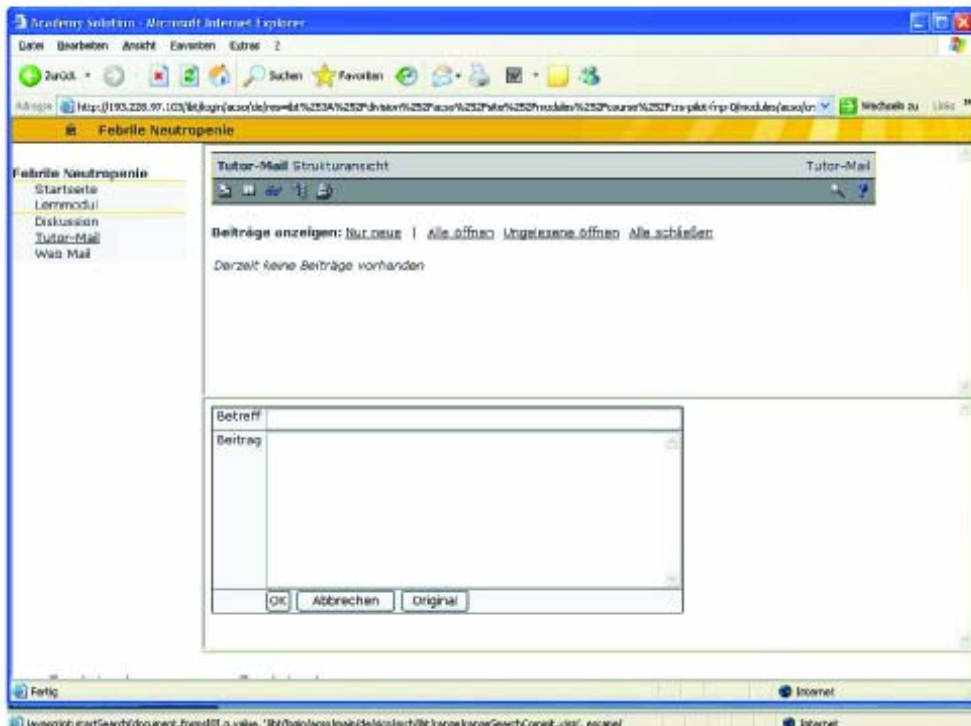 Academy Solution - Microsoft Internet Explorer
Datei Bearbeiten Ansicht Favoriten Extras ?
Zurück Suchen Favoriten
Wechseln zu Links
Febrile Neutropenie
Febrile Neutropenie
Startseite
Lernmodul
Diskussion
Tutor-Mail
Web Mail
Tutor-Mail Strukturansicht Tutor-Mail
Beiträge anzeigen: Nur neue | Alle öffnen Ungelesene öffnen Alle schließen
Derzeit keine Beiträge vorhanden
Betreff
Beitrag
OK Abbrechen Original
Fertig Internet
Internet